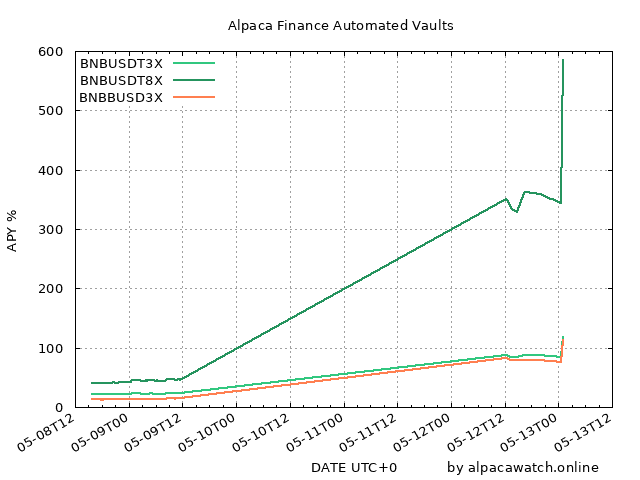 Alpaca Finance Automated Vaults
600
500
400
300
200
100
0
APY %
BNBUSDT3X
BNBUSDT8X
BNBBUSD3X
05-08T12
05-09T00
05-09T12
05-10T00
05-10T12
05-11T00
05-11T12
05-12T00
05-12T12
05-13T00
05-13T12
DATE UTC+0
by alpacawatch.online